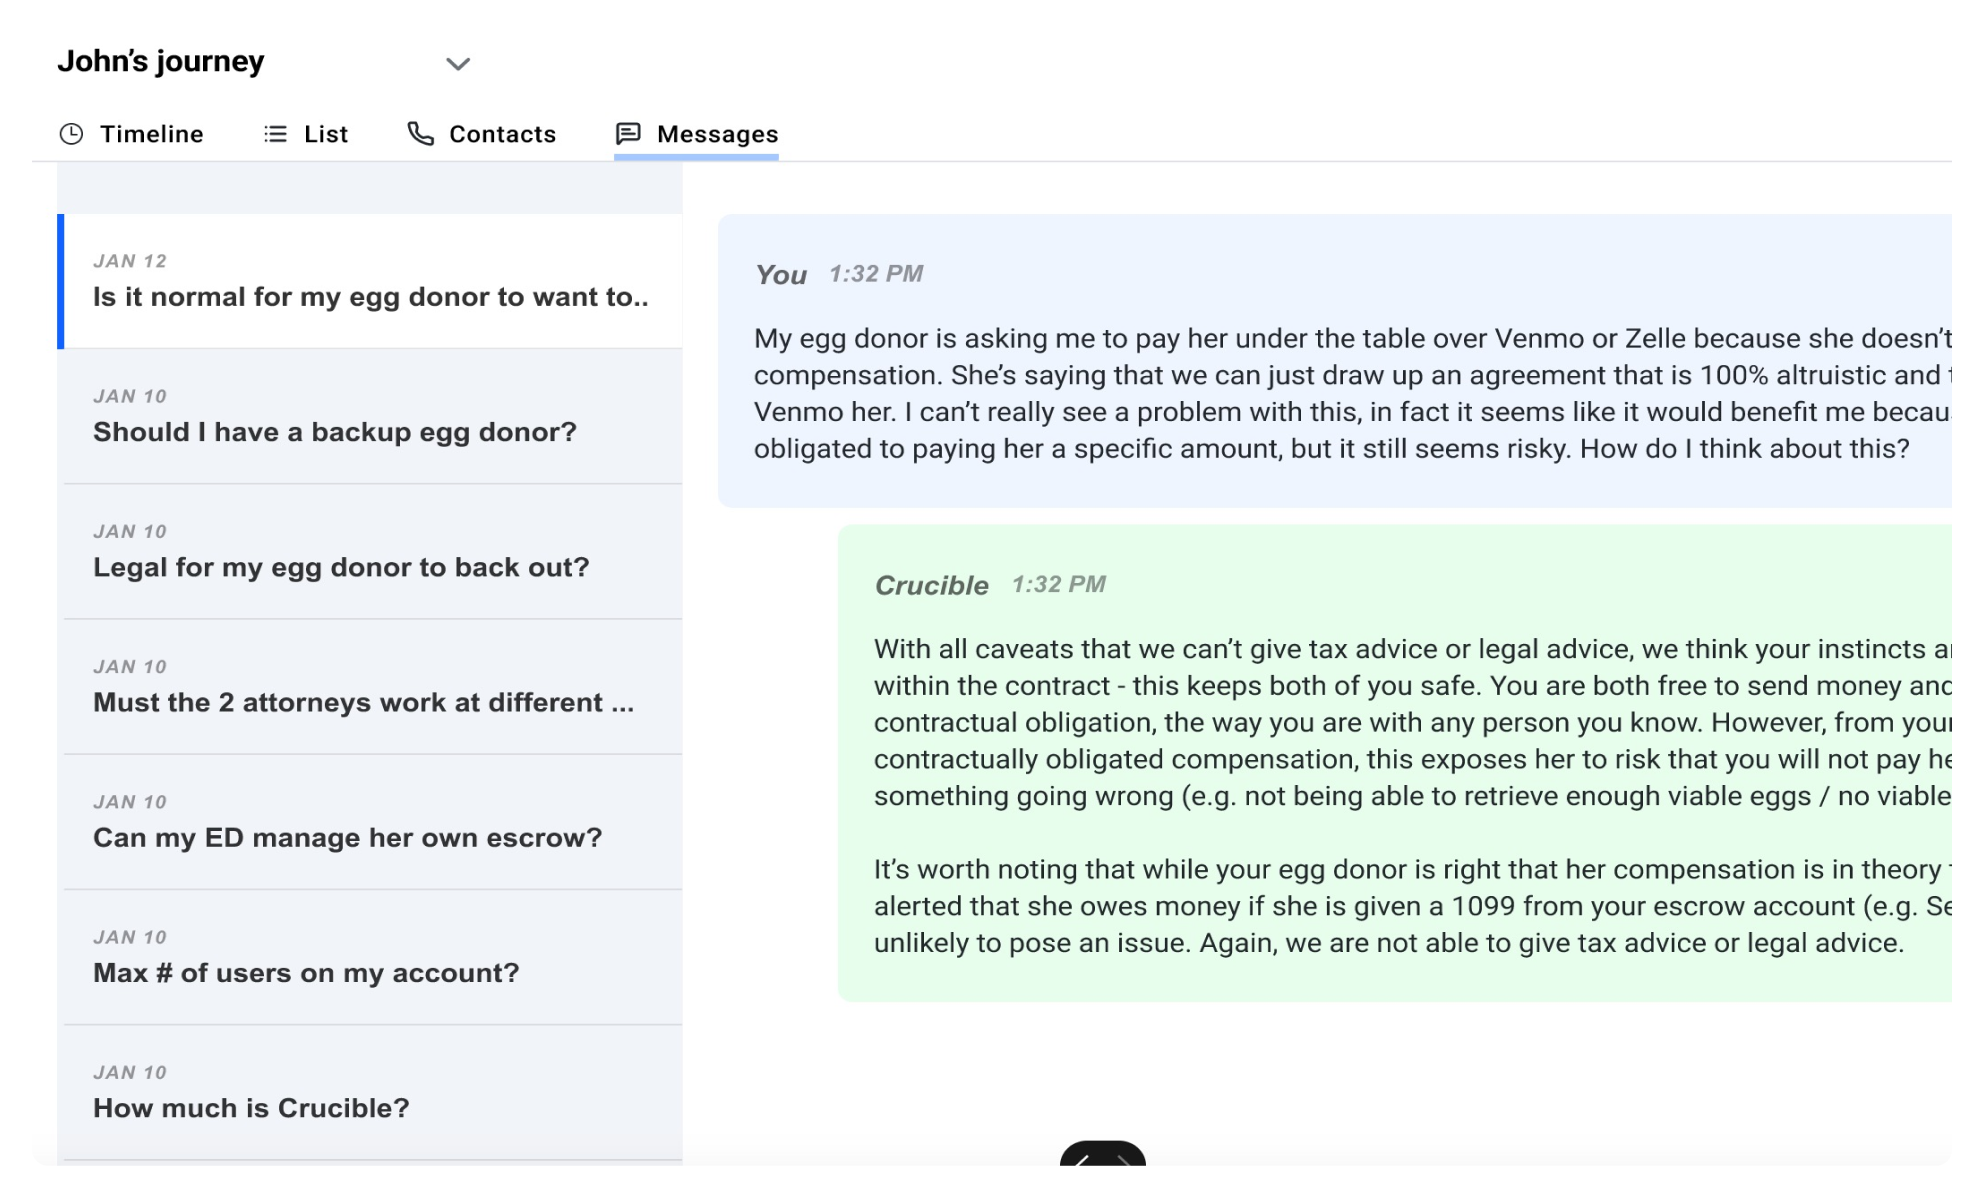 John’s journey
Timeline
List
Contacts
Messages
JAN 12
Is it normal for my egg donor to want to..
JAN 10
Should I have a backup egg donor?
JAN 10
Legal for my egg donor to back out?
JAN 10
Must the 2 attorneys work at different ...
JAN 10
Can my ED manage her own escrow?
JAN 10
Max # of users on my account?
JAN 10
How much is Crucible?
You 1:32 PM
My egg donor is asking me to pay her under the table over Venmo or Zelle because she doesn’t
compensation. She’s saying that we can just draw up an agreement that is 100% altruistic and
Venmo her. I can’t really see a problem with this, in fact it seems like it would benefit me
obligated to paying her a specific amount, but it still seems risky. How do I think about this?
Crucible 1:32 PM
With all caveats that we can’t give tax advice or legal advice, we think your instincts
within the contract - this keeps both of you safe. You are both free to send money and
contractual obligation, the way you are with any person you know. However, from your
contractually obligated compensation, this exposes her to risk that you will not pay
something going wrong (e.g. not being able to retrieve enough viable eggs / no viable
It’s worth noting that while your egg donor is right that her compensation is in theory
alerted that she owes money if she is given a 1099 from your escrow account (e.g.
unlikely to pose an issue. Again, we are not able to give tax advice or legal advice.